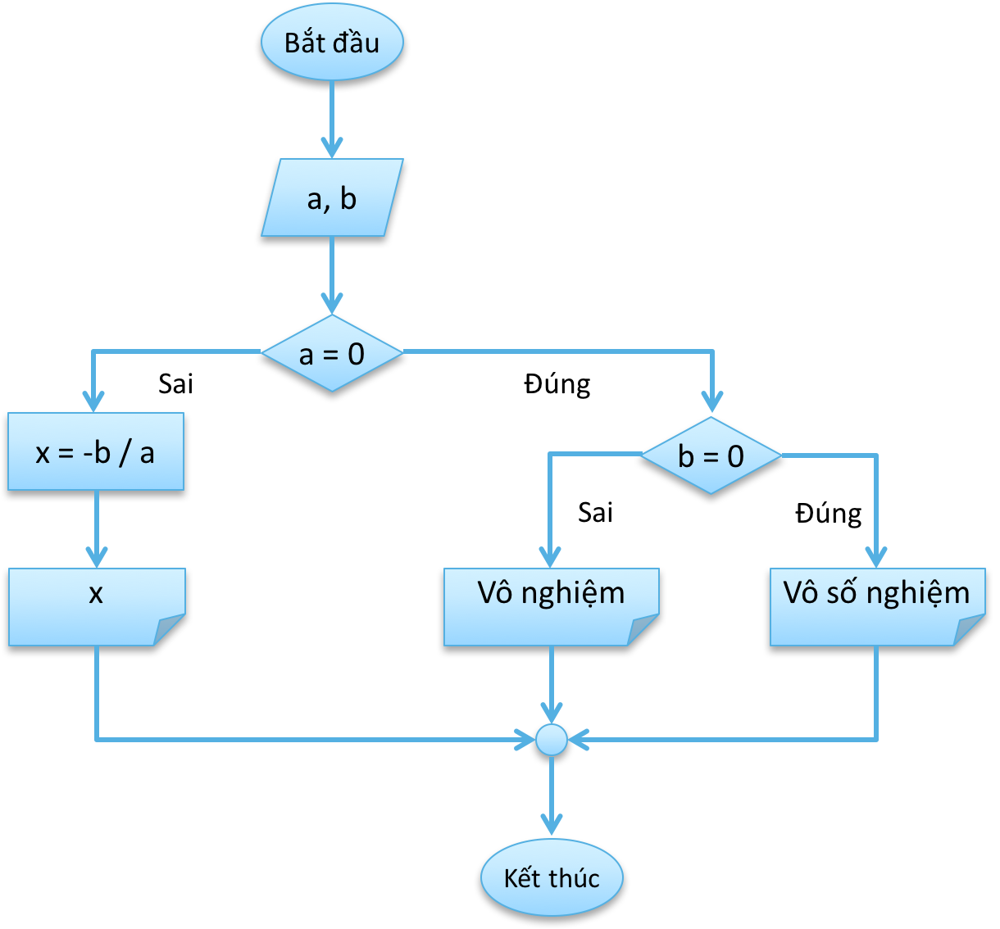 Bắt đầu
a, b
a = 0
Sai
Đúng
x = -b / a
b = 0
Sai
Đúng
x
Vô nghiệm
Vô số nghiệm
Kết thúc